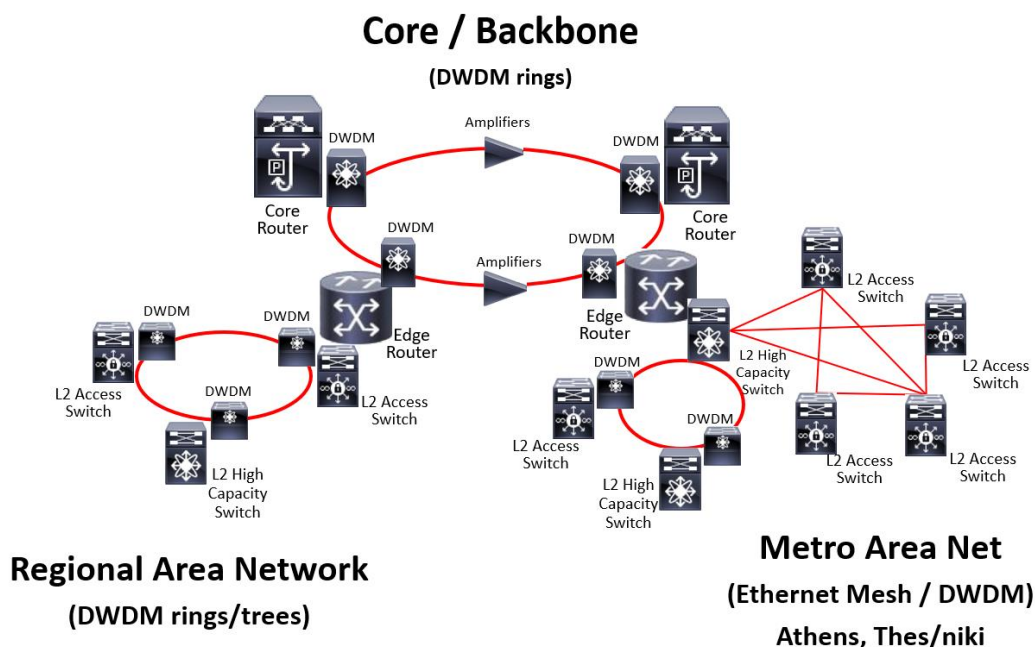 Core / Backbone
(DWDM rings)
Amplifiers
DWDM
DWDM
P
P
Core
Router
Core
Router
DWDM
DWDM
Amplifiers
L2 Access
Switch
Edge
Router
Edge
Router
DWDM
DWDM
L2 Access
Switch
L2 High
Capacity
Switch
DWDM
L2 Access
Switch
DWDM
L2 Access
Switch
L2 Access
Switch
DWDM
L2 Access
Switch
L2 Access
Switch
L2 Access
Switch
L2 High
Capacity
Switch
L2 High
Capacity
Switch
Regional Area Network
(DWDM rings/trees)
Metro Area Net
(Ethernet Mesh / DWDM)
Athens, Thes/niki